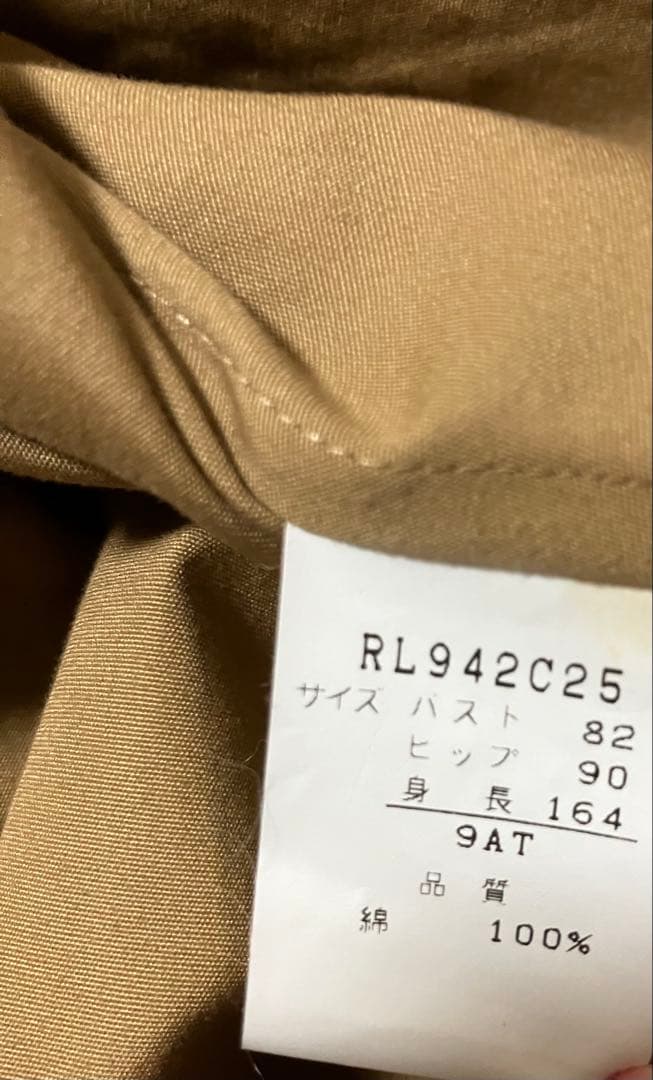 RL942C25
サイズ バスト 82
ヒップ 90
身長 164
9AT
品質
綿 100%